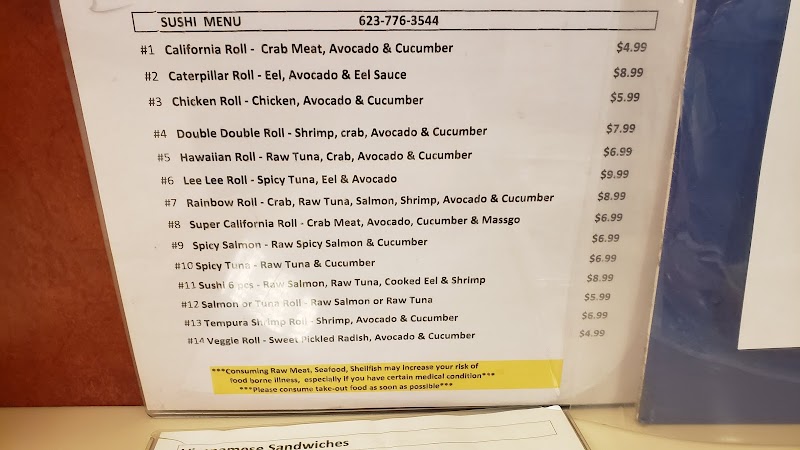 SUSHI MENU 623-776-3544
#1 California Roll - Crab Meat, Avocado & Cucumber $4.99
#2 Caterpillar Roll - Eel, Avocado & Eel Sauce $8.99
#3 Chicken Roll - Chicken, Avocado & Cucumber $5.99
#4 Double Double Roll - Shrimp, crab, Avocado & Cucumber $7.99
#5 Hawaiian Roll - Raw Tuna, Crab, Avocado & Cucumber $6.99
#6 Lee Lee Roll - Spicy Tuna, Eel & Avocado $9.99
#7 Rainbow Roll - Crab, Raw Tuna, Salmon, Shrimp, Avocado & Cucumber $8.99
#8 Super California Roll - Crab Meat, Avocado, Cucumber & Massgo $6.99
#9 Spicy Salmon - Raw Spicy Salmon & Cucumber $6.99
#10 Spicy Tuna - Raw Tuna & Cucumber $6.99
#11 Sushi 6 pcs - Raw Salmon, Raw Tuna, Cooked Eel & Shrimp $8.99
#12 Salmon or Tuna Roll - Raw Salmon or Raw Tuna $5.99
#13 Tempura Shrimp Roll - Shrimp, Avocado & Cucumber $6.99
#14 Veggie Roll - Sweet Pickled Radish, Avocado & Cucumber $4.99
***Consuming Raw Meat, Seafood, Shellfish may increase your risk of
food borne illness, especially if you have certain medical condition***
***Please consume take-out food as soon as possible***
Vietnamese Sandwiches